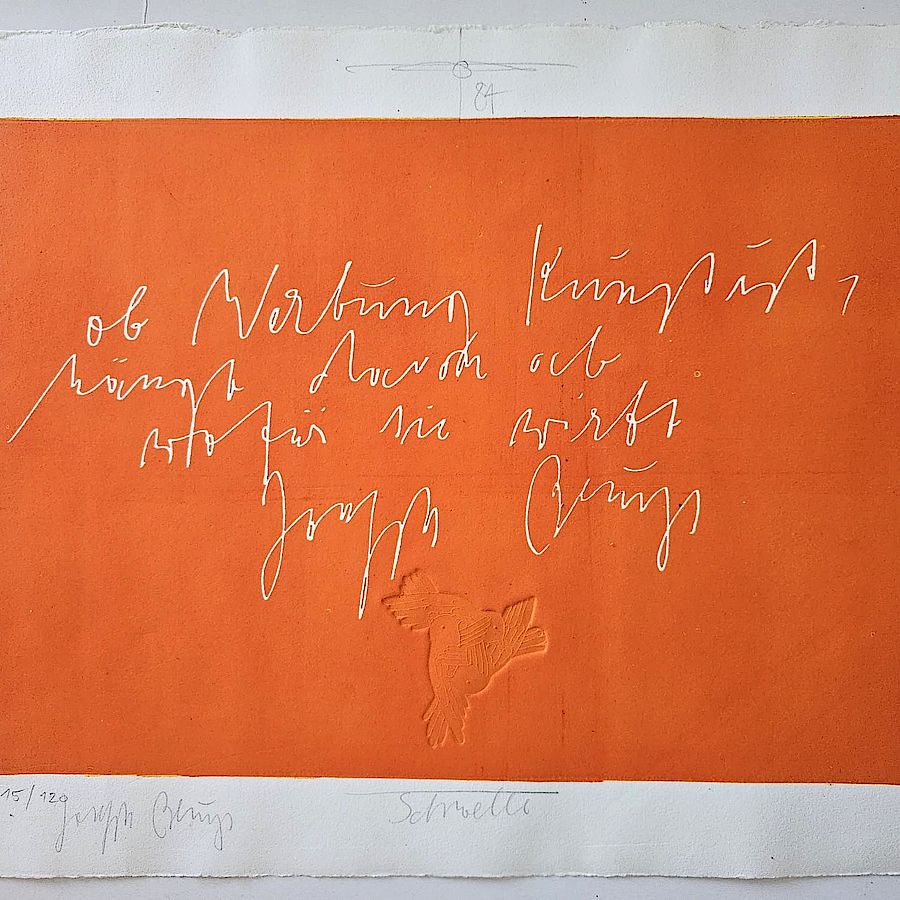 84
ob Werbung Kunst ist,
hängt davon ab
wofür sie wirbt
Joseph Beuys
15/120 Joseph Beuys Schwelle